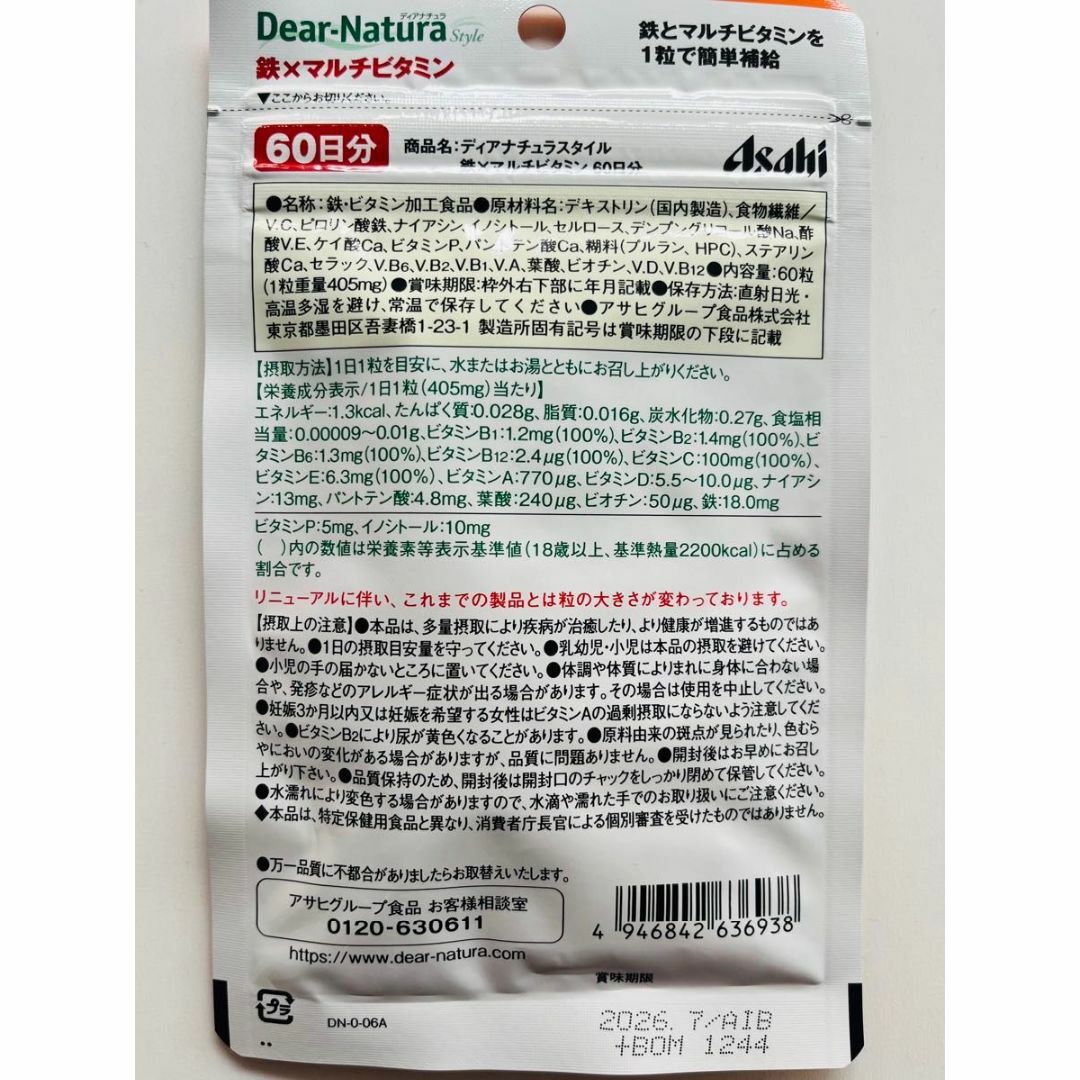 ディアナチュラ
Dear-Natura Style
鉄×マルチビタミン
鉄とマルチビタミンを
1粒で簡単補給
▼ここからお切りください。
60日分
商品名:ディアナチュラスタイル
鉄×マルチビタミン 60日分
Asahi
●名称:鉄・ビタミン加工食品●原材料名:デキストリン(国内製造)、食物繊維/
V.C、ピロリン酸鉄、ナイアシン、イノシトール、セルロース、デンプングリコール酸Na、酢
酸V.E、ケイ酸Ca、ビタミンP、パントテン酸Ca、糊料(プルラン、HPC)、ステアリン
酸Ca、セラック、V.B6、V.B2、V.B1、V.A、葉酸、ビオチン、V.D、V.B12●内容量:60粒
(1粒重量405mg)●賞味期限:枠外右下部に年月記載●保存方法:直射日光・
高温多湿を避け、常温で保存してください●アサヒグループ食品株式会社
東京都墨田区吾妻橋1-23-1 製造所固有記号は賞味期限の下段に記載
【摂取方法】1日1粒を目安に、水またはお湯とともにお召し上がりください。
【栄養成分表示/1日1粒(405mg)当たり】
エネルギー:1.3kcal、たんぱく質:0.028g、脂質:0.016g、炭水化物:0.27g、食塩相
当量:0.00009~0.01g、ビタミンB1:1.2mg(100%)、ビタミンB2:1.4mg(100%)、ビ
タミンB6:1.3mg(100%)、ビタミンB12:2.4μg(100%)、ビタミンC:100mg(100%)、
ビタミンE:6.3mg(100%)、ビタミンA:770μg、ビタミンD:5.5~10.0μg、ナイアシ
ン:13mg、パントテン酸:4.8mg、葉酸:240μg、ビオチン:50μg、鉄:18.0mg
ビタミンP:5mg、イノシトール:10mg
( )内の数値は栄養素等表示基準値(18歳以上、基準熱量2200kcal)に占める
割合です。
リニューアルに伴い、これまでの製品とは粒の大きさが変わっております。
【摂取上の注意】●本品は、多量摂取により疾病が治癒したり、より健康が増進するものではあ
りません。●1日の摂取目安量を守ってください。●乳幼児・小児は本品の摂取を避けてください。
●小児の手の届かないところに置いてください。●体調や体質によりまれに身体に合わない場
合や、発疹などのアレルギー症状が出る場合があります。その場合は使用を中止してください。
●妊娠3か月以内又は妊娠を希望する女性はビタミンAの過剰摂取にならないよう注意してくだ
さい。●ビタミンB2により尿が黄色くなることがあります。●原料由来の斑点が見られたり、色むら
やにおいの変化がある場合がありますが、品質に問題ありません。●開封後はお早めにお召し
上がり下さい。●品質保持のため、開封後は開封口のチャックをしっかり閉めて保管してください。
●水濡れにより変色する場合がありますので、水滴や濡れた手でのお取り扱いにご注意ください。
◆本品は、特定保健用食品と異なり、消費者庁長官による個別審査を受けたものではありません。
●万一品質に不都合がありましたらお取替えいたします。
アサヒグループ食品 お客様相談室
0120-630611
https://www.dear-natura.com
4 946842 636938
賞味期限
プラ
DN-0-06A
2026. 7/AIB
+BOM 1244